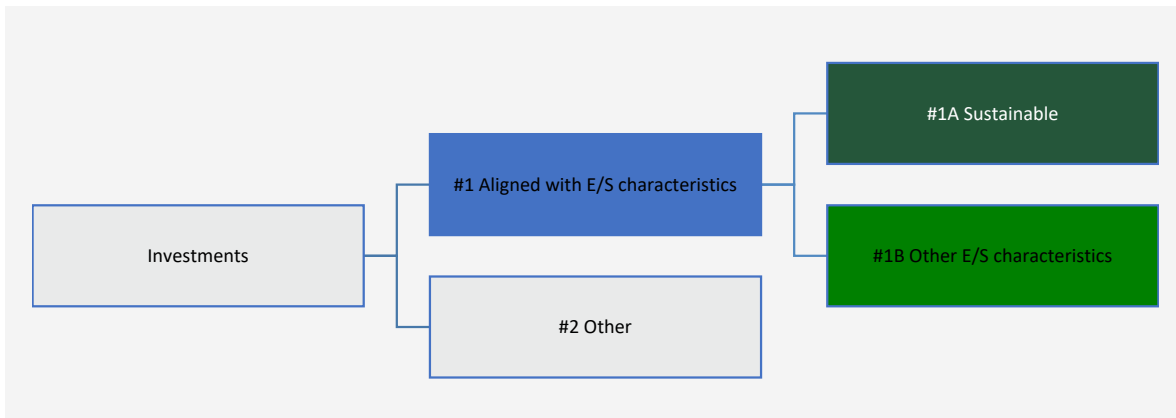 Investments
#1 Aligned with E/S characteristics
#2 Other
#1A Sustainable
#1B Other E/S characteristics